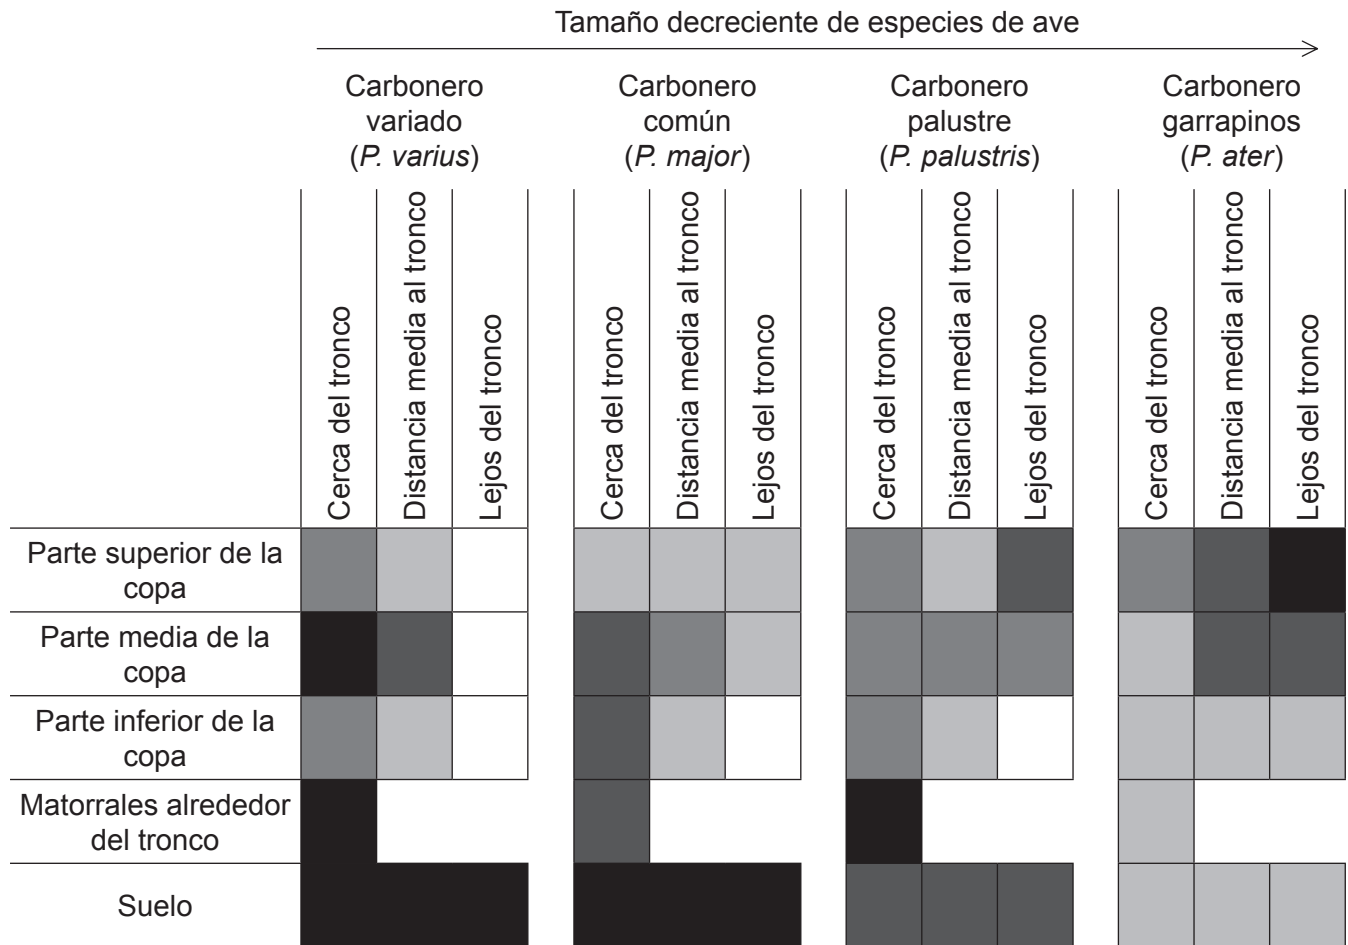 Tamaño decreciente de especies de ave
Carbonero
variado
(P. varius)
Carbonero
común
(P. major)
Carbonero
palustre
(P. palustris)
Carbonero
garrapinos
(P. ater)
Cerca del tronco
Distancia media al tronco
Lejos del tronco
Cerca del tronco
Distancia media al tronco
Lejos del tronco
Cerca del tronco
Distancia media al tronco
Lejos del tronco
Cerca del tronco
Distancia media al tronco
Lejos del tronco
Parte superior de la
copa
Parte media de la
copa
Parte inferior de la
copa
Matorrales alrededor
del tronco
Suelo